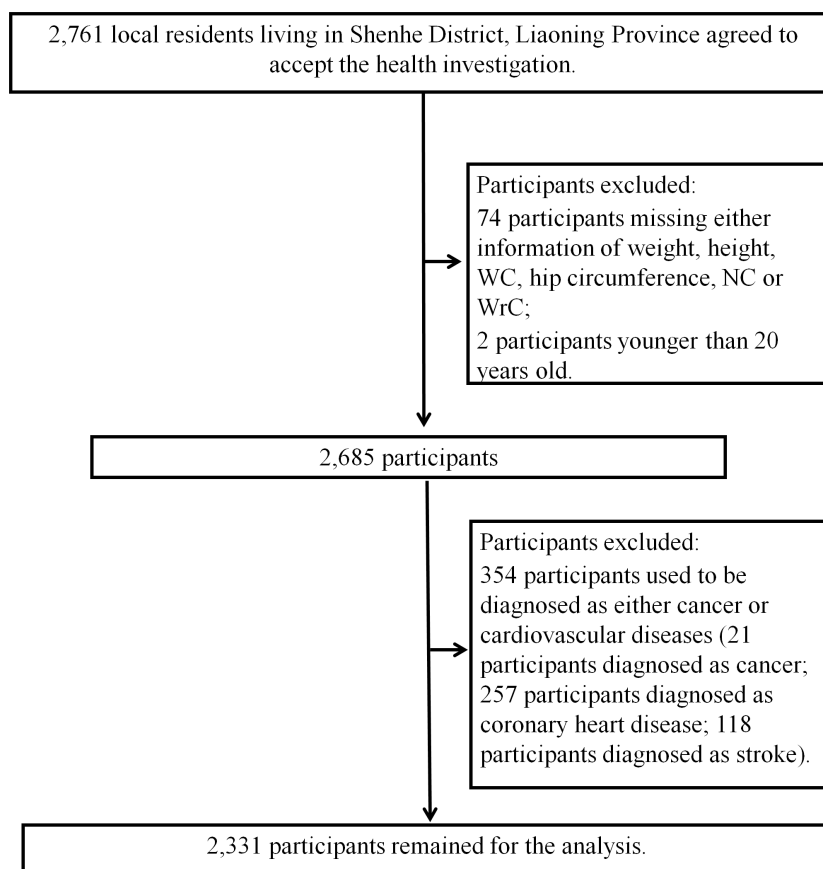 2,761 local residents living in Shenhe District, Liaoning Province agreed to
accept the health investigation.
Participants excluded:
74 participants missing either
information of weight, height,
WC, hip circumference, NC or
WrC;
2 participants younger than 20
years old.
2,685 participants
Participants excluded:
354 participants used to be
diagnosed as either cancer or
cardiovascular diseases (21
participants diagnosed as cancer;
257 participants diagnosed as
coronary heart disease; 118
participants diagnosed as stroke).
2,331 participants remained for the analysis.